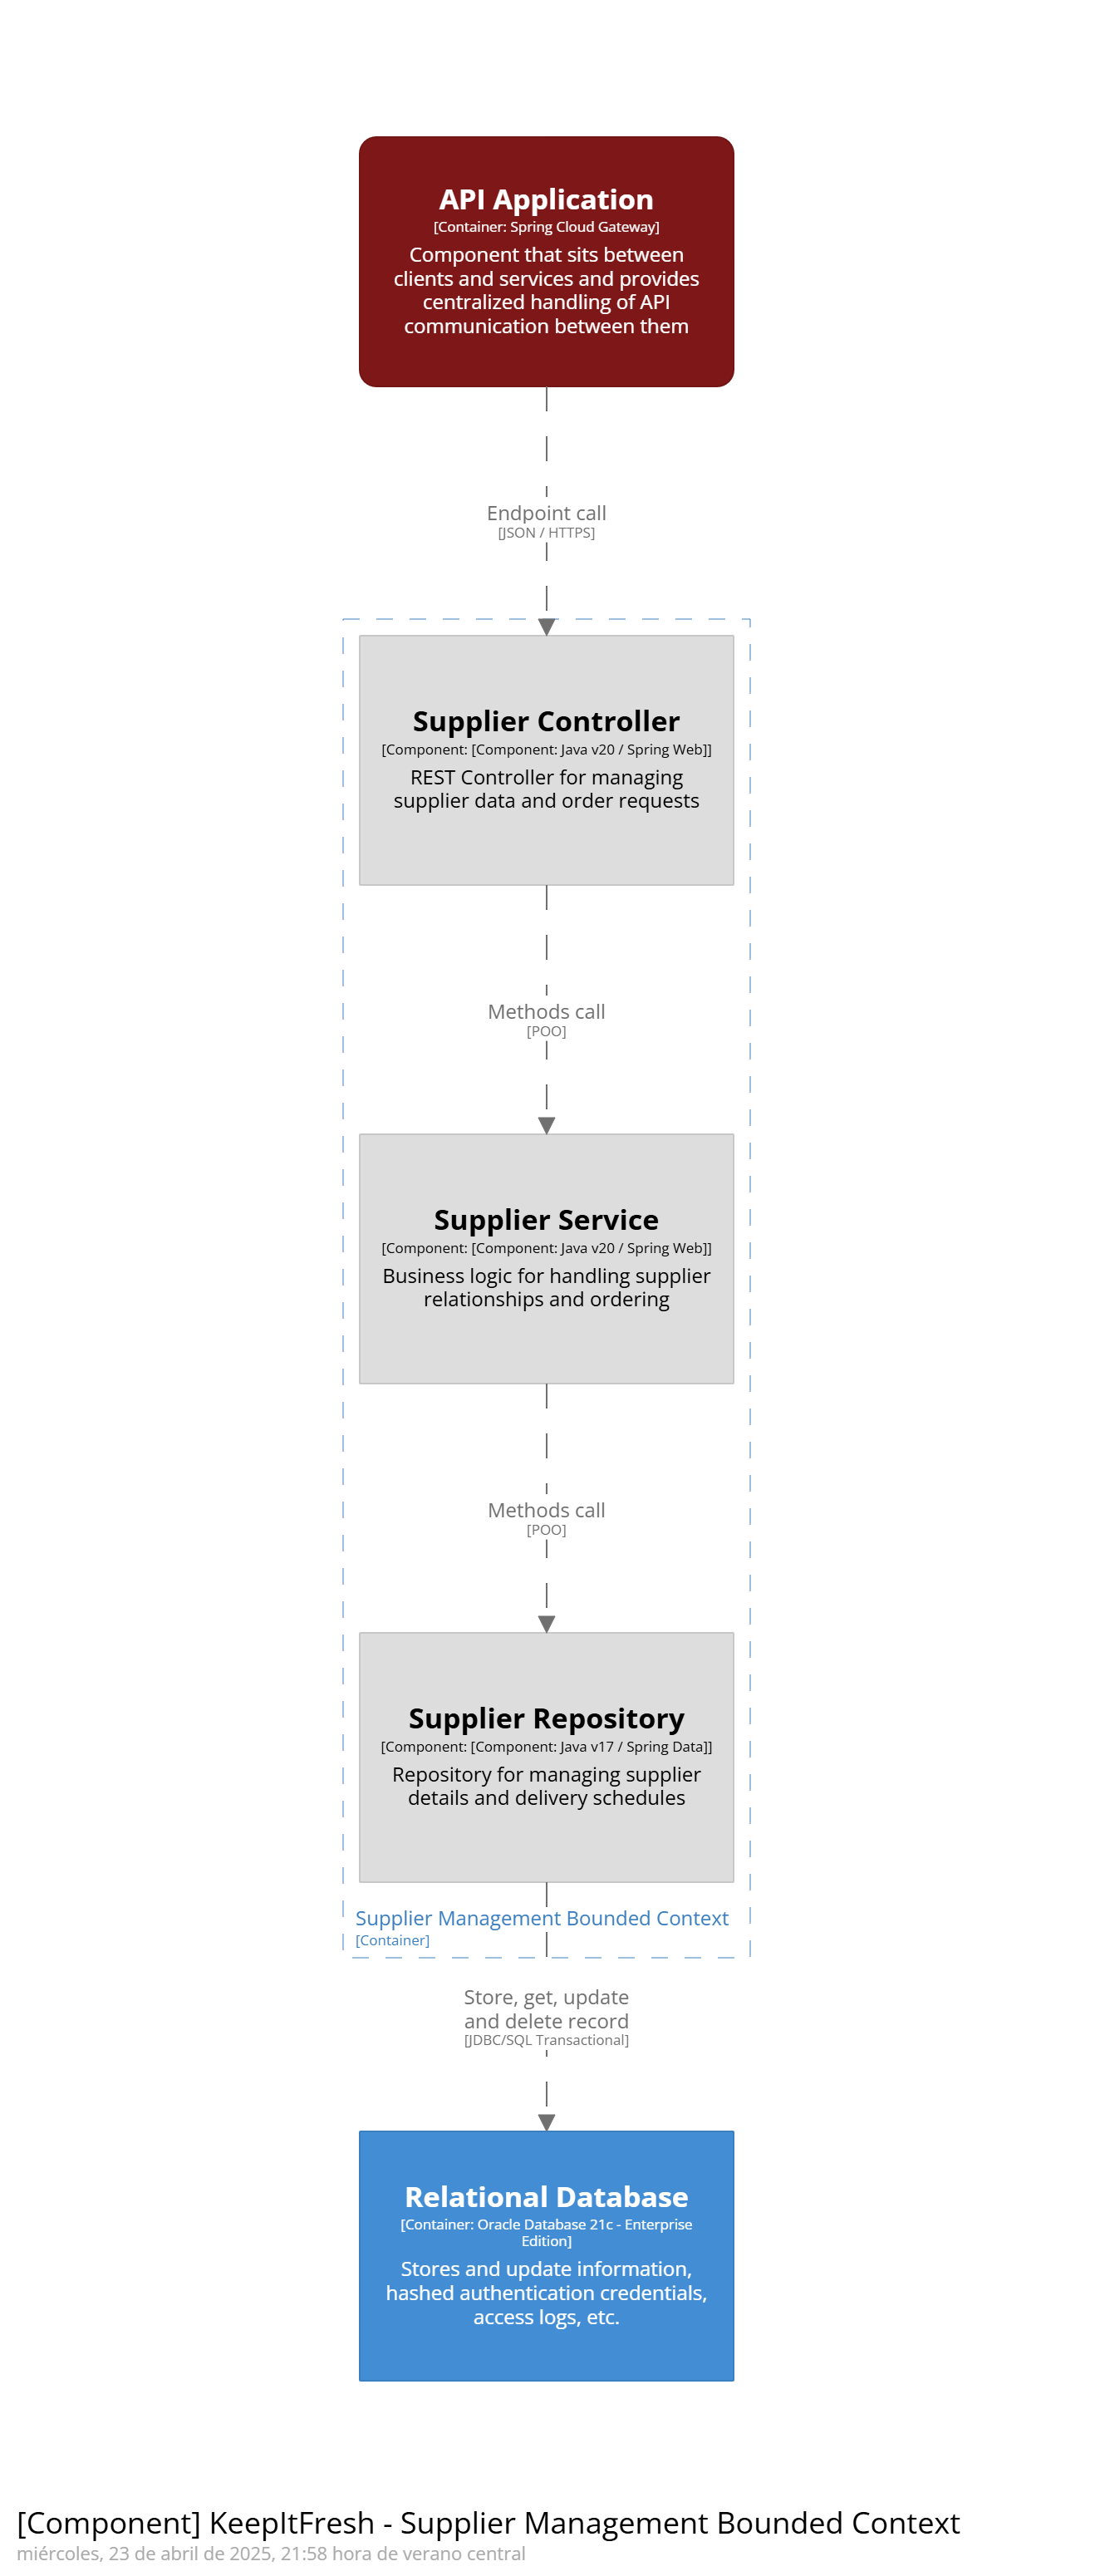 API Application
[Container: Spring Cloud Gateway]
Component that sits between
clients and services and provides
centralized handling of API
communication between them
Endpoint call
[JSON / HTTPS]
Supplier Controller
[Component: [Component: Java v20 / Spring Web]]
REST Controller for managing
supplier data and order requests
Methods call
[POO]
Supplier Service
[Component: [Component: Java v20 / Spring Web]]
Business logic for handling supplier
relationships and ordering
Methods call
[POO]
Supplier Repository
[Component: [Component: Java v17 / Spring Data]]
Repository for managing supplier
details and delivery schedules
Supplier Management Bounded Context
[Container]
Store, get, update
and delete record
[JDBC/SQL Transactional]
Relational Database
[Container: Oracle Database 21c - Enterprise
Edition]
Stores and update information,
hashed authentication credentials,
access logs, etc.
[Component] KeepItFresh - Supplier Management Bounded Context
miércoles, 23 de abril de 2025, 21:58 hora de verano central